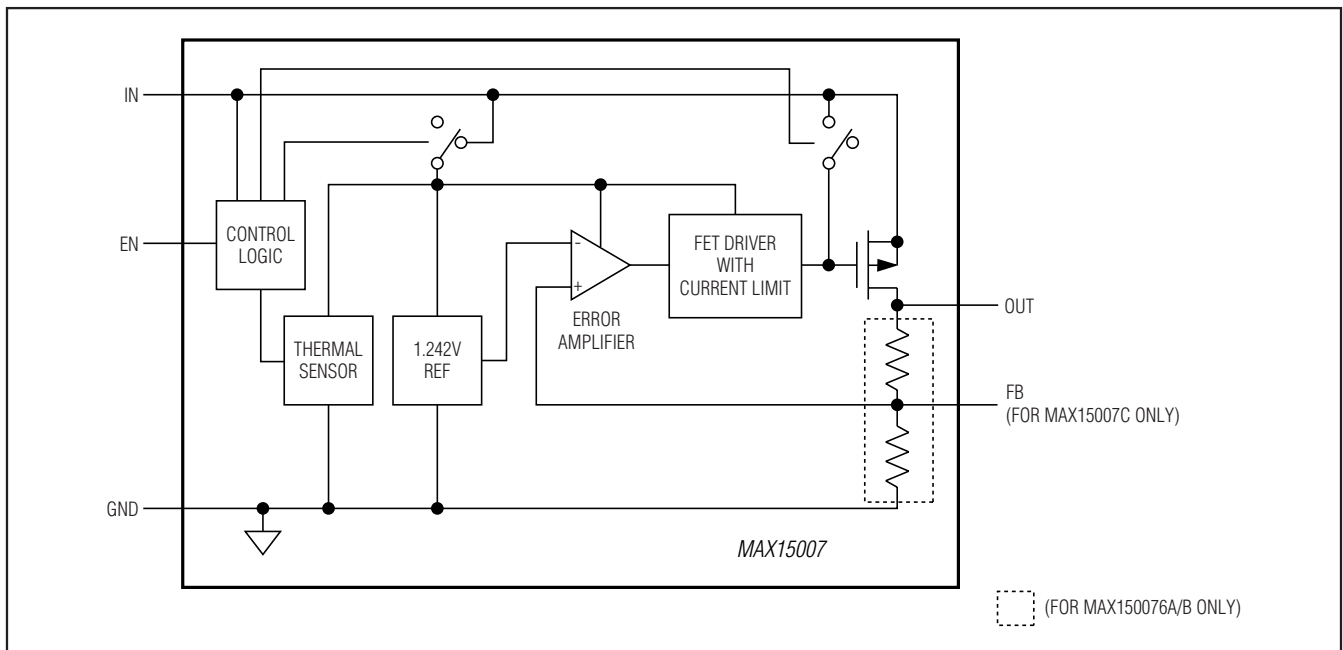 IN
EN
CONTROL
LOGIC
THERMAL
SENSOR
1.242V
REF
-
+
ERROR
AMPLIFIER
FET DRIVER
WITH
CURRENT LIMIT
OUT
FB
(FOR MAX15007C ONLY)
GND
MAX15007
(FOR MAX150076A/B ONLY)